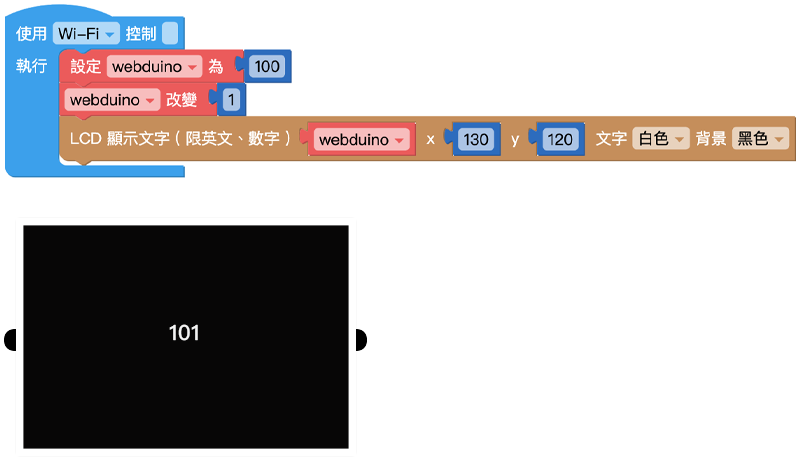 使用 Wi-Fi 控制
執行 設定 webduino 為 100
webduino 改變 1
LCD 顯示文字（限英文、數字） webduino x 130 y 120 文字 白色 背景 黑色
101